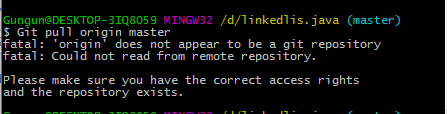 Gungun@DESKTOP-3IQ8O59 MINGW32 /d/linkedlis.java (master)
$ Git pull origin master
fatal: 'origin' does not appear to be a git repository
fatal: Could not read from remote repository.
Please make sure you have the correct access rights
and the repository exists.